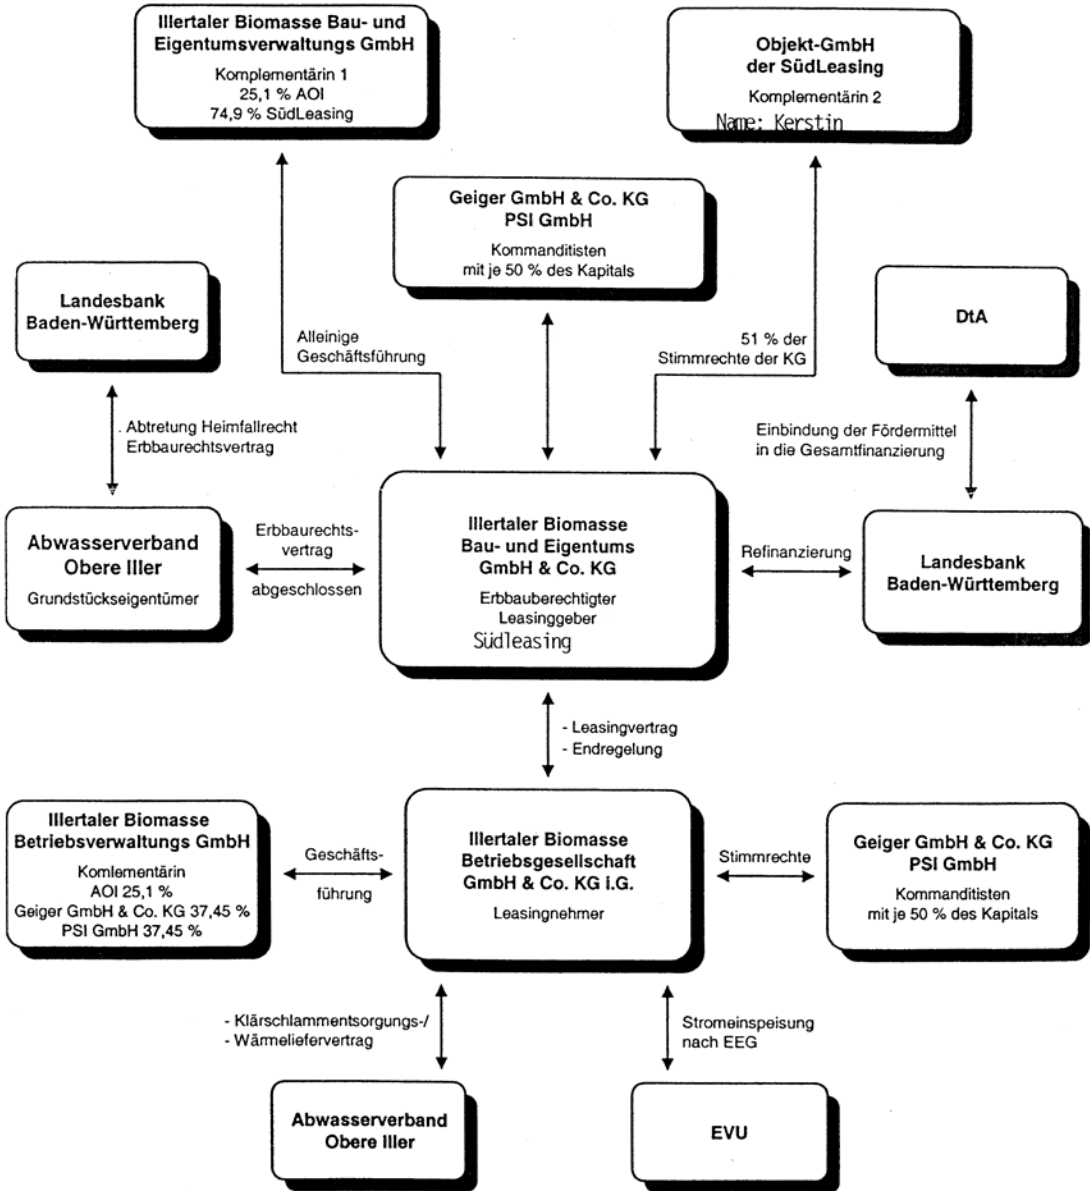 Illertaler Biomasse Bau- und
Eigentumsverwaltungs GmbH
Komplementärin 1
25,1 % AOI
74,9 % SüdLeasing
Objekt-GmbH
der SüdLeasing
Komplementärin 2
Name: Kerstin
Geiger GmbH & Co. KG
PSI GmbH
Kommanditisten
mit je 50 % des Kapitals
Landesbank
Baden-Württemberg
DtA
Alleinige
Geschäftsführung
51 % der
Stimmrechte der KG
. Abtretung Heimfallrecht
Erbbaurechtsvertrag
Einbindung der Fördermittel
in die Gesamtfinanzierung
Abwasserverband
Obere Iller
Grundstückseigentümer
Erbbaurechts-
vertrag
abgeschlossen
Illertaler Biomasse
Bau- und Eigentums
GmbH & Co. KG
Erbbauberechtigter
Leasinggeber
Südleasing
Refinanzierung
Landesbank
Baden-Württemberg
- Leasingvertrag
- Endregelung
Illertaler Biomasse
Betriebsverwaltungs GmbH
Komlementärin
AOI 25,1 %
Geiger GmbH & Co. KG 37,45 %
PSI GmbH 37,45 %
Geschäfts-
führung
Illertaler Biomasse
Betriebsgesellschaft
GmbH & Co. KG i.G.
Leasingnehmer
Stimmrechte
Geiger GmbH & Co. KG
PSI GmbH
Kommanditisten
mit je 50 % des Kapitals
- Klärschlammentsorgungs-/
- Wärmeliefervertrag
Stromeinspeisung
nach EEG
Abwasserverband
Obere Iller
EVU